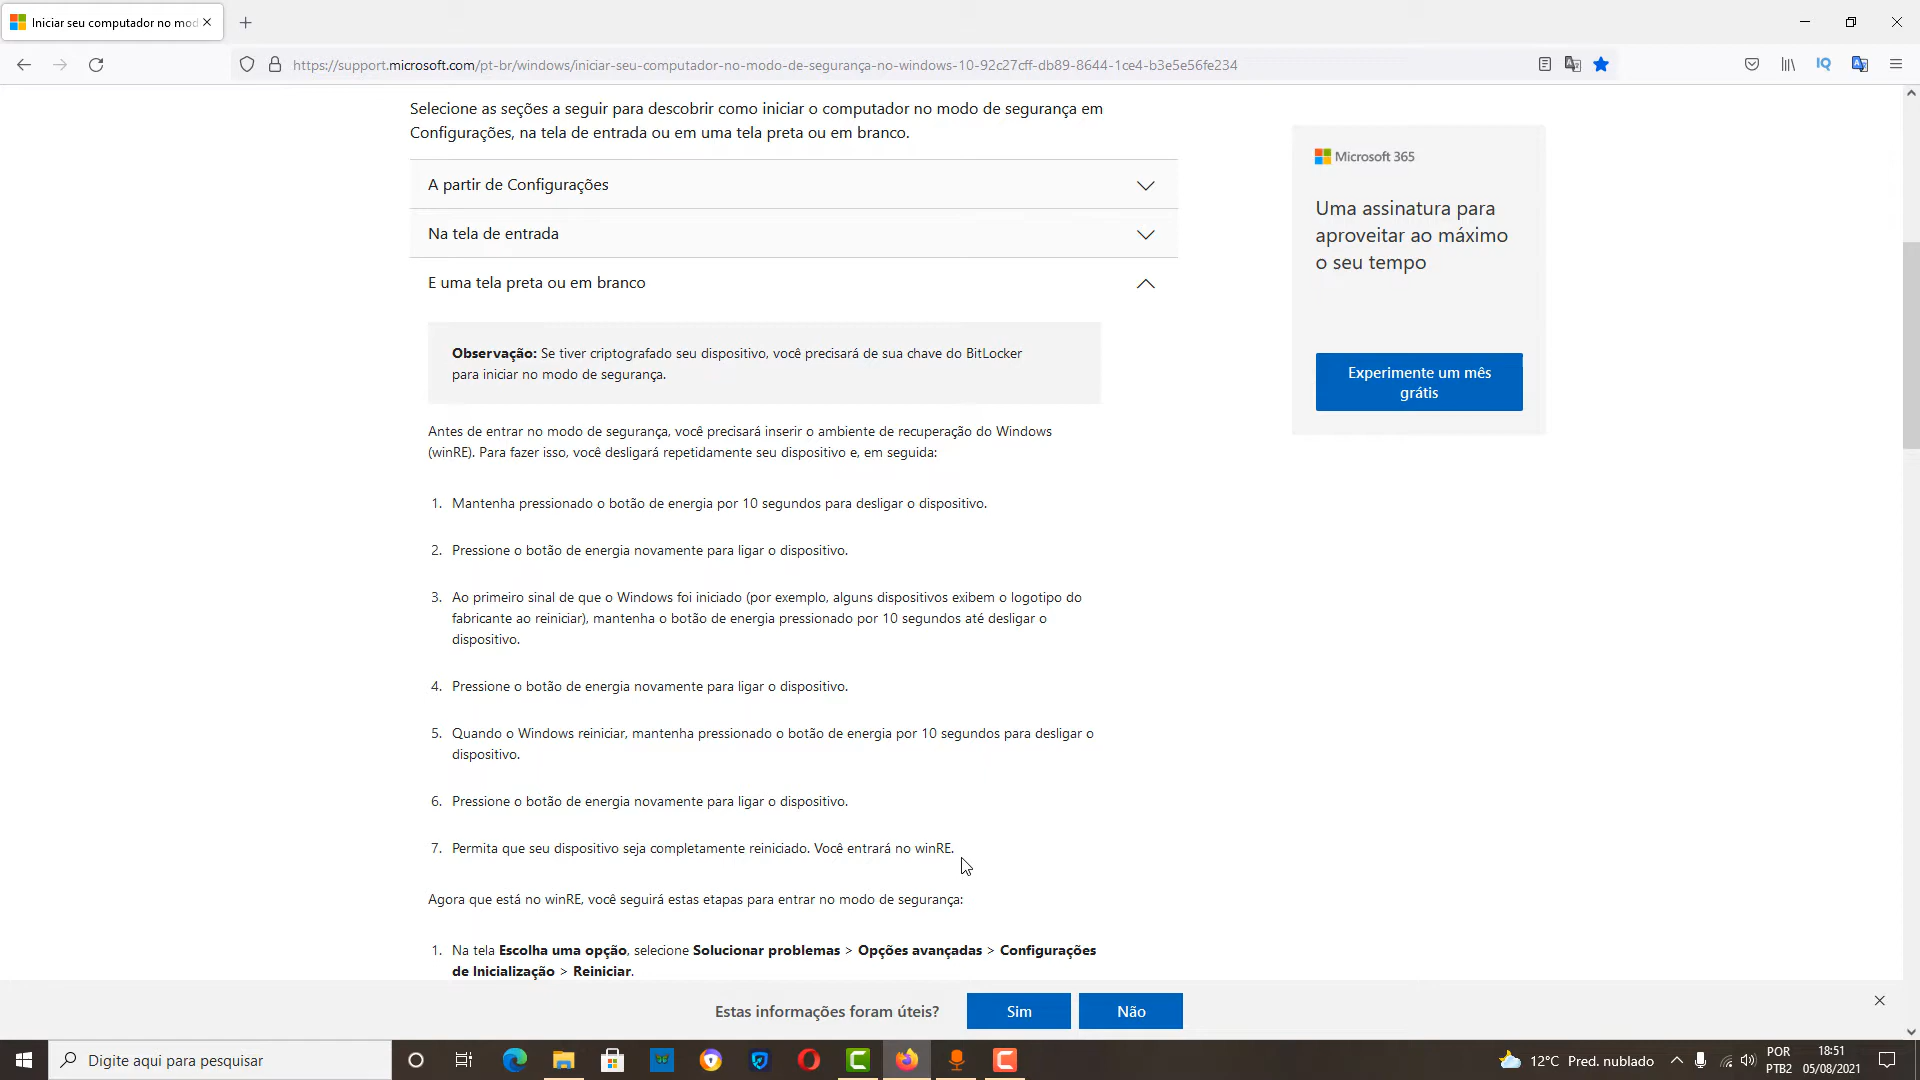 Iniciar seu computador no mod
https://support.microsoft.com/pt-br/windows/iniciar-seu-computador-no-modo-de-segurança-no-windows-10-92c27cff-db89-8644-1ce4-b3e5e56fe234
IQ
Selecione as seções a seguir para descobrir como iniciar o computador no modo de segurança em
Configurações, na tela de entrada ou em uma tela preta ou em branco.
A partir de Configurações
Na tela de entrada
E uma tela preta ou em branco
Observação: Se tiver criptografado seu dispositivo, você precisará de sua chave do BitLocker
para iniciar no modo de segurança.
Antes de entrar no modo de segurança, você precisará inserir o ambiente de recuperação do Windows
(winRE). Para fazer isso, você desligará repetidamente seu dispositivo e, em seguida:
1. Mantenha pressionado o botão de energia por 10 segundos para desligar o dispositivo.
2. Pressione o botão de energia novamente para ligar o dispositivo.
3. Ao primeiro sinal de que o Windows foi iniciado (por exemplo, alguns dispositivos exibem o logotipo do
fabricante ao reiniciar), mantenha o botão de energia pressionado por 10 segundos até desligar o
dispositivo.
4. Pressione o botão de energia novamente para ligar o dispositivo.
5. Quando o Windows reiniciar, mantenha pressionado o botão de energia por 10 segundos para desligar o
dispositivo.
6. Pressione o botão de energia novamente para ligar o dispositivo.
7. Permita que seu dispositivo seja completamente reiniciado. Você entrará no winRE.
Agora que está no winRE, você seguirá estas etapas para entrar no modo de segurança:
1. Na tela Escolha uma opção, selecione Solucionar problemas > Opções avançadas > Configurações
de Inicialização > Reiniciar.
Microsoft 365
Uma assinatura para
aproveitar ao máximo
o seu tempo
Experimente um mês
grátis
Estas informações foram úteis?
Sim
Não
Digite aqui para pesquisar
12°C Pred. nublado
POR
PTB2
18:51
05/08/2021